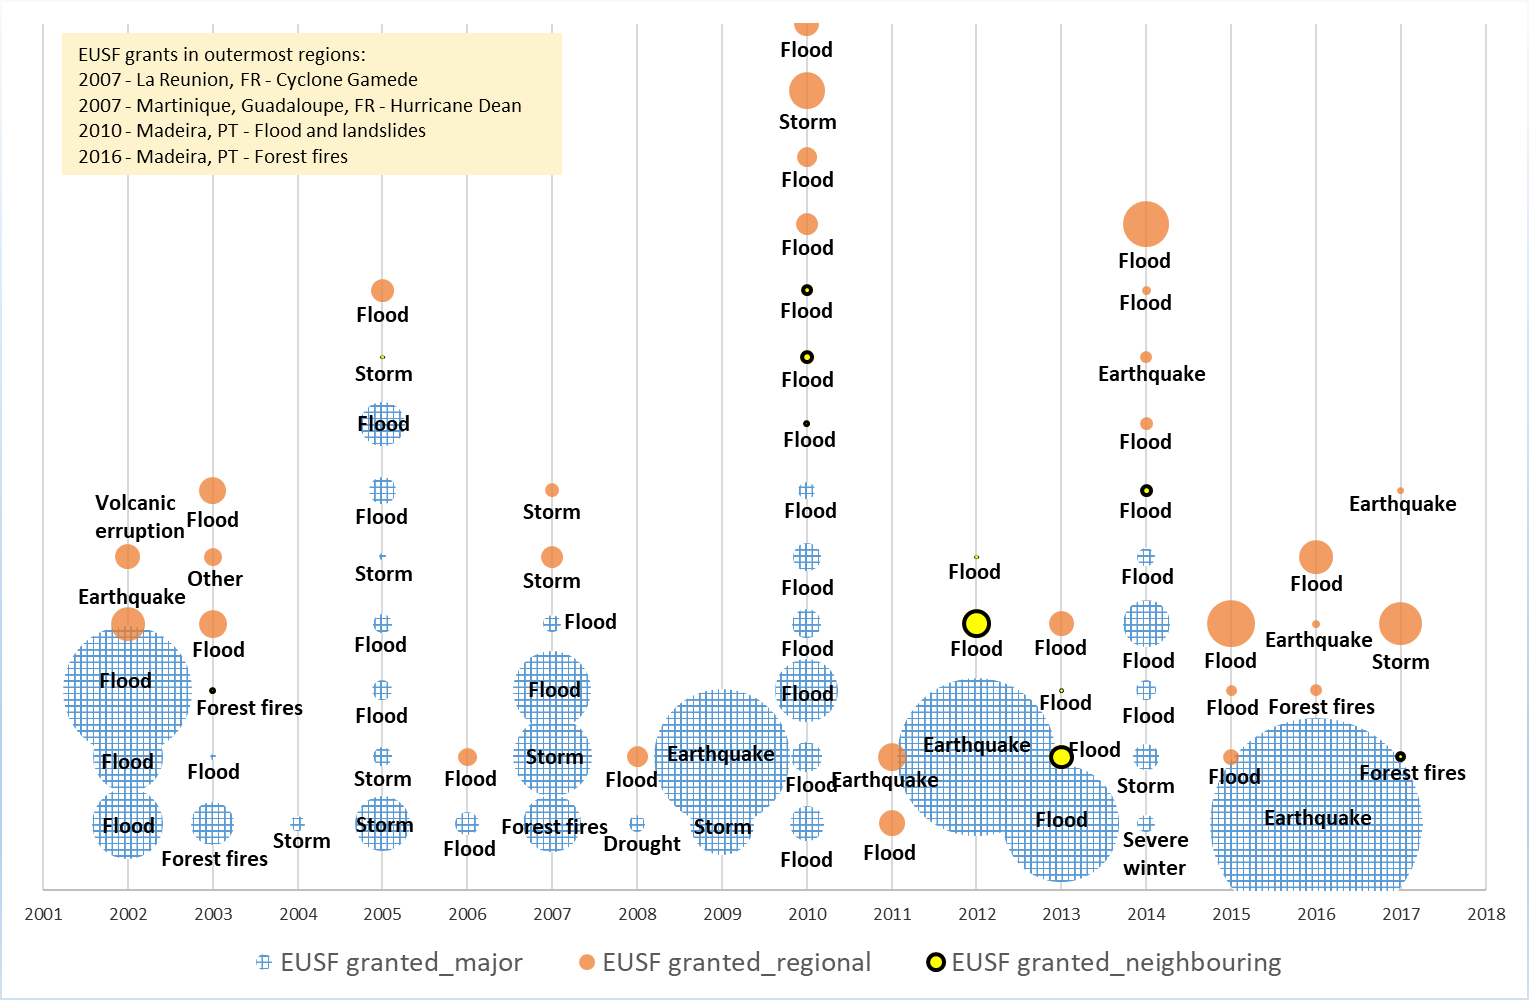 EUSF grants in outermost regions:
2007 - La Reunion, FR - Cyclone Gamede
2007 - Martinique, Guadaloupe, FR - Hurricane Dean
2010 - Madeira, PT - Flood and landslides
2016 - Madeira, PT - Forest fires
Volcanic
erruption
Earthquake
Flood
Flood
Flood
Flood
Other
Flood
Forest fires
Flood
Forest fires
Storm
Flood
Storm
Flood
Flood
Storm
Flood
Flood
Storm
Storm
Flood
Flood
Storm
Storm
Flood
Flood
Storm
Forest fires
Flood
Drought
Earthquake
Storm
Flood
Storm
Flood
Flood
Flood
Flood
Flood
Flood
Flood
Flood
Flood
Flood
Flood
Earthquake
Flood
Flood
Flood
Earthquake
Flood
Flood
Flood
Flood
Flood
Flood
Earthquake
Flood
Flood
Flood
Flood
Flood
Storm
Severe
winter
Flood
Flood
Flood
Flood
Earthquake
Forest fires
Earthquake
Earthquake
Storm
Forest fires
2001 2002 2003 2004 2005 2006 2007 2008 2009 2010 2011 2012 2013 2014 2015 2016 2017 2018
EUSF granted_major EUSF granted_regional EUSF granted_neighbouring